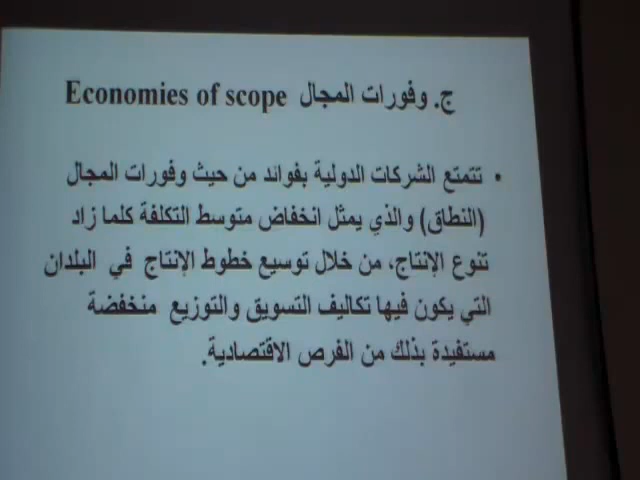 ج. وفورات المجال Economies of scope
• تتمتع الشركات الدولية بفوائد من حيث وفورات المجال
(النطاق) والذي يمثل انخفاض متوسط التكلفة كلما زاد
تنوع الإنتاج، من خلال توسيع خطوط الإنتاج في البلدان
التي يكون فيها تكاليف التسويق والتوزيع منخفضة
مستفيدة بذلك من الفرص الاقتصادية.